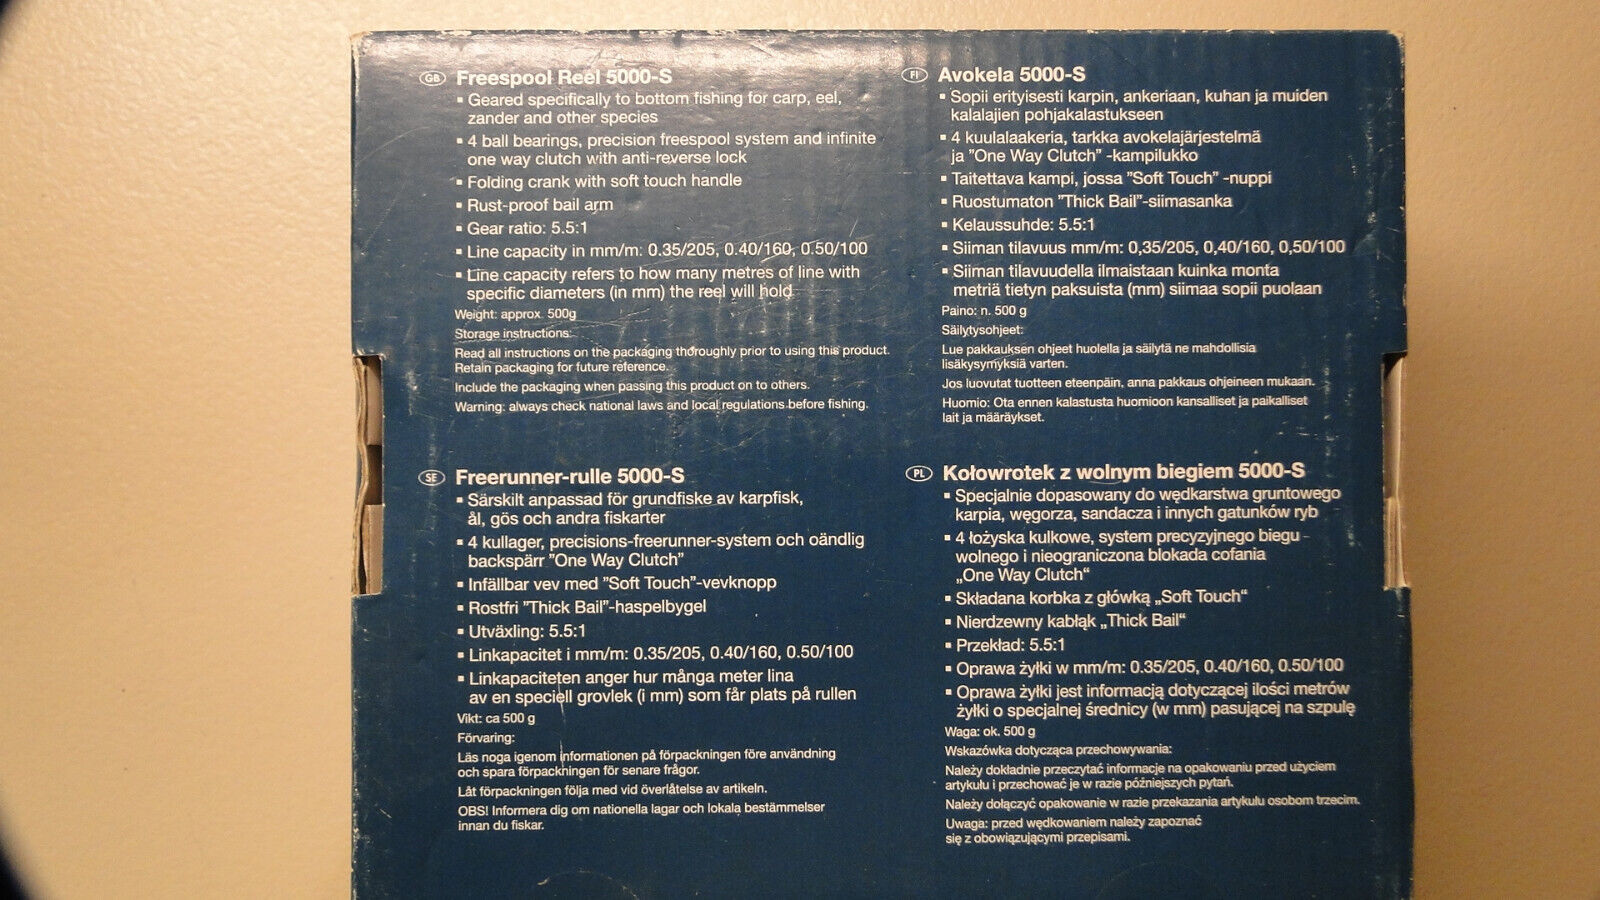 GB Freespool Reel 5000-S
▪ Geared specifically to bottom fishing for carp, eel,
zander and other species
▪ 4 ball bearings, precision freespool system and infinite
one way clutch with anti-reverse lock
▪ Folding crank with soft touch handle
▪ Rust-proof bail arm
▪ Gear ratio: 5.5:1
▪ Line capacity in mm/m: 0.35/205, 0.40/160, 0.50/100
▪ Line capacity refers to how many metres of line with
specific diameters (in mm) the reel will hold
Weight: approx. 500g
Storage instructions:
Read all instructions on the packaging thoroughly prior to using this product.
Retain packaging for future reference.
Include the packaging when passing this product on to others.
Warning: always check national laws and local regulations before fishing.
FI Avokela 5000-S
▪ Sopii erityisesti karpin, ankeriaan, kuhan ja muiden
kalalajien pohjakalastukseen
▪ 4 kuulalaakeria, tarkka avokelajärjestelmä
ja ”One Way Clutch” -kampilukko
▪ Taitettava kampi, jossa ”Soft Touch” -nuppi
▪ Ruostumaton ”Thick Bail”-siimasanka
▪ Kelaussuhde: 5.5:1
▪ Siiman tilavuus mm/m: 0,35/205, 0,40/160, 0,50/100
▪ Siiman tilavuudella ilmaistaan kuinka monta
metriä tietyn paksuista (mm) siimaa sopii puolaan
Paino: n. 500 g
Säilytysohjeet:
Lue pakkauksen ohjeet huolella ja säilytä ne mahdollisia
lisäkysymyksiä varten.
Jos luovutat tuotteen eteenpäin, anna pakkaus ohjeineen mukaan.
Huomio: Ota ennen kalastusta huomioon kansalliset ja paikalliset
lait ja määräykset.
SE Freerunner-rulle 5000-S
▪ Särskilt anpassad för grundfiske av karpfisk,
ål, gös och andra fiskarter
▪ 4 kullager, precisions-freerunner-system och oändlig
backspärr ”One Way Clutch”
▪ Infällbar vev med ”Soft Touch”-vevknopp
▪ Rostfri ”Thick Bail”-haspelbygel
▪ Utväxling: 5.5:1
▪ Linkapacitet i mm/m: 0.35/205, 0.40/160, 0.50/100
▪ Linkapaciteten anger hur många meter lina
av en speciell grovlek (i mm) som får plats på rullen
Vikt: ca 500 g
Förvaring:
Läs noga igenom informationen på förpackningen före användning
och spara förpackningen för senare frågor.
Låt förpackningen följa med vid överlåtelse av artikeln.
OBS! Informera dig om nationella lagar och lokala bestämmelser
innan du fiskar.
PL Kołowrotek z wolnym biegiem 5000-S
▪ Specjalnie dopasowany do wędkarstwa gruntowego
karpia, węgorza, sandacza i innych gatunków ryb
▪ 4 łożyska kulkowe, system precyzyjnego biegu
wolnego i nieograniczona blokada cofania
„One Way Clutch“
▪ Składana korbka z główką „Soft Touch“
▪ Nierdzewny kabłąk „Thick Bail“
▪ Przekład: 5.5:1
▪ Oprawa żyłki w mm/m: 0.35/205, 0.40/160, 0.50/100
▪ Oprawa żyłki jest informacją dotyczącej ilości metrów
żyłki o specjalnej średnicy (w mm) pasującej na szpulę
Waga: ok. 500 g
Wskazówka dotycząca przechowywania:
Należy dokładnie przeczytać informacje na opakowaniu przed użyciem
artykułu i przechować je w razie późniejszych pytań.
Należy dołączyć opakowanie w razie przekazania artykułu osobom trzecim.
Uwaga: przed wędkowaniem należy zapoznać
się z obowiązującymi przepisami.